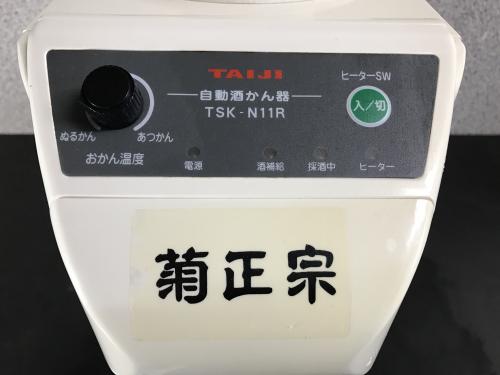 TAIJI
自動酒かん器
TSK-N11R
ヒーターSW
入/切
ぬるかん
あつかん
おかん温度
電源
酒補給
採酒中
ヒーター
菊正宗